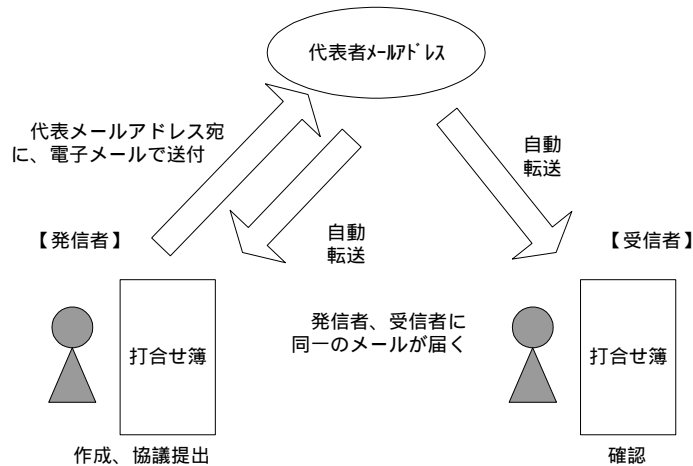 代表者ﾒｰﾙｱﾄﾞﾚｽ
代表メールアドレス宛
に、電子メールで送付
自動
転送
自動
転送
【発信者】
【受信者】
発信者、受信者に
同一のメールが届く
打合せ簿
打合せ簿
作成、協議提出
確認